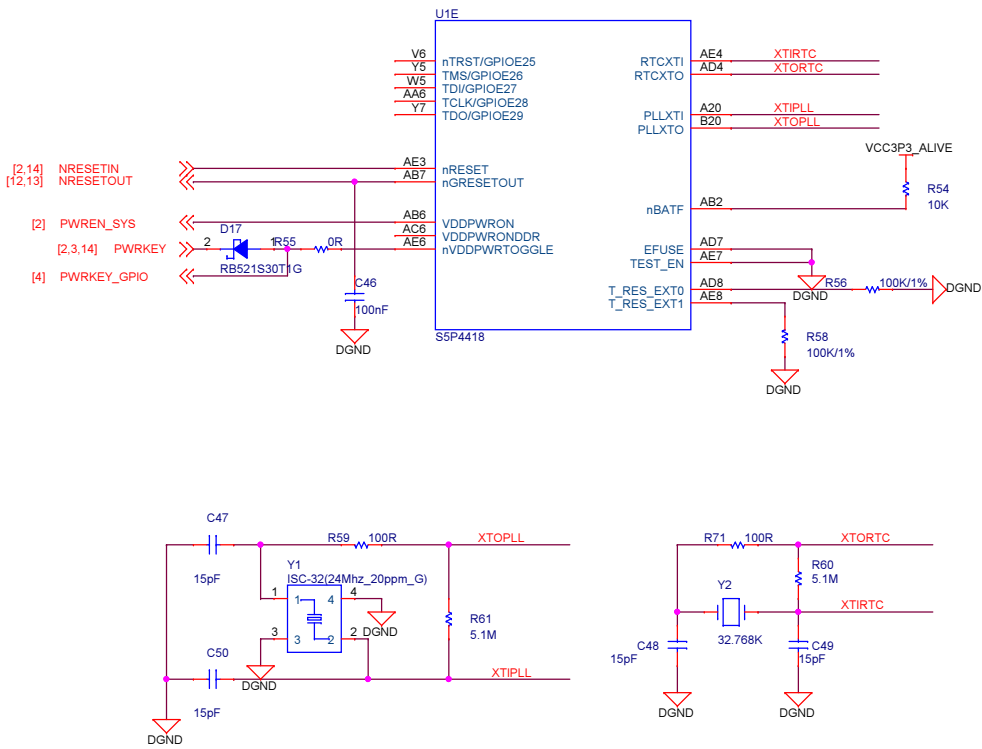 U1E
V6 nTRST/GPIOE25 RTCXTI AE4 XTIRTC
Y5 TMS/GPIOE26 RTCXTO AD4 XTORTC
W5 TDI/GPIOE27
AA6 TCLK/GPIOE28 PLLXTI A20 XTIPLL
Y7 TDO/GPIOE29 PLLXTO B20 XTOPLL
VCC3P3_ALIVE
[2,14] NRESETIN AE3 nRESET
[12,13] NRESETOUT AB7 nGRESETOUT
R54
10K
nBATF AB2
[2] PWREN_SYS AB6 VDDPWRON
D17 AC6 VDDPWRONDDR
[2,3,14] PWRKEY 2 1 R55 0R AE6 nVDDPWRTOGGLE EFUSE AD7
TEST_EN AE7
[4] PWRKEY_GPIO RB521S30T1G
C46
100nF
DGND
T_RES_EXT0 AD8 DGND R56 100K/1% DGND
T_RES_EXT1 AE8
S5P4418
R58
100K/1%
DGND
C47
15pF
R59 100R XTOPLL
Y1
ISC-32(24Mhz_20ppm_G)
1 1 4 4
3 3 2 2
DGND
DGND
R61
5.1M
C50
15pF
XTIPLL
DGND
R71 100R XTORTC
R60
5.1M
Y2
32.768K
XTIRTC
C48
15pF
C49
15pF
DGND
DGND